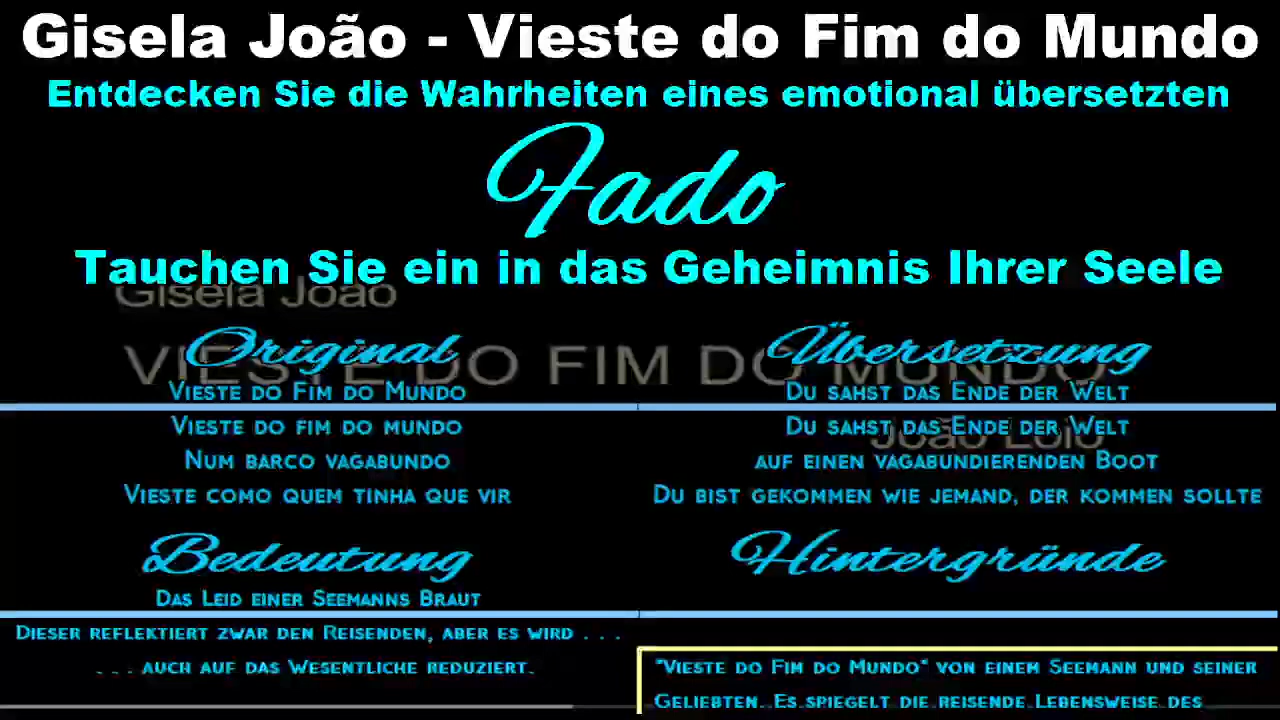 Gisela João - Vieste do Fim do Mundo
Entdecken Sie die Wahrheiten eines emotional übersetzten
Fado
Tauchen Sie ein in das Geheimnis Ihrer Seele
Gisela João
VIESTE DO FIM DO MUNDO
Original
Übersetzung
Vieste do Fim do Mundo
Du sahst das Ende der Welt
Vieste do fim do mundo
Du sahst das Ende der Welt
João Loio
Num barco vagabundo
auf einen vagabundierenden Boot
Vieste como quem tinha que vir
Du bist gekommen wie jemand, der kommen sollte
Bedeutung
Hintergründe
Das Leid einer Seemanns Braut
Dieser reflektiert zwar den Reisenden, aber es wird . . .
. . . auch auf das Wesentliche reduziert.
"Vieste do Fim do Mundo" von einem Seemann und seiner
Geliebten. Es spiegelt die reisende Lebensweise des